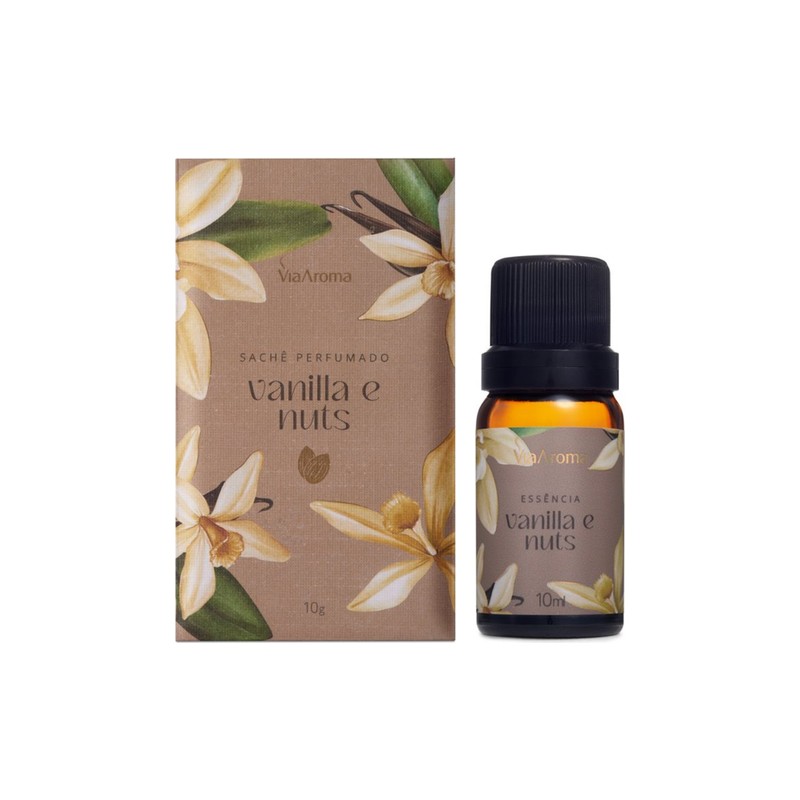 ViaAroma
SACHÊ PERFUMADO
vanilla e
nuts
10g
ViaAroma
ESSÊNCIA
vanilla e
nuts
10ml